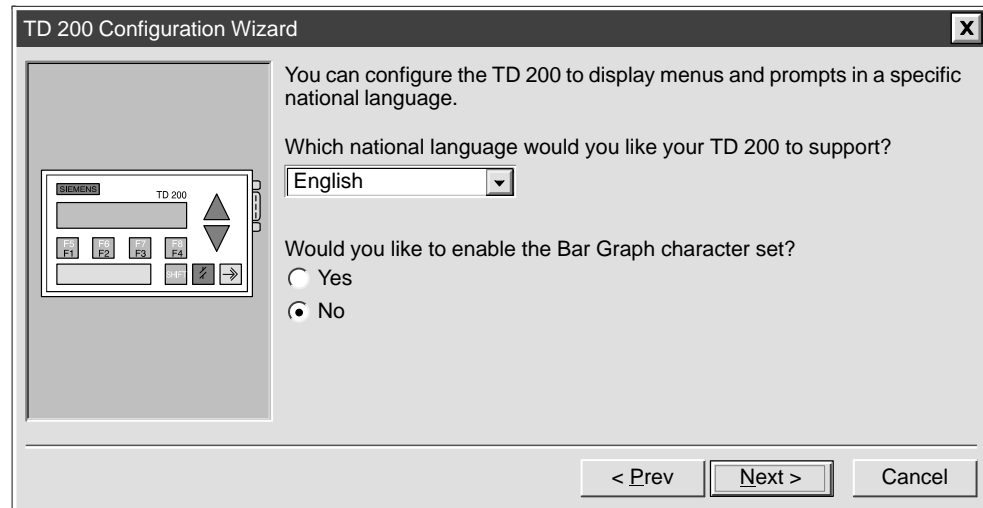 TD 200 Configuration Wizard
X
You can configure the TD 200 to display menus and prompts in a specific
national language.
Which national language would you like your TD 200 to support?
English
SIEMENS
TD 200
F5 F6 F7 F8
F1 F2 F3 F4
SHIFT
Would you like to enable the Bar Graph character set?
Yes
No
< Prev
Next >
Cancel